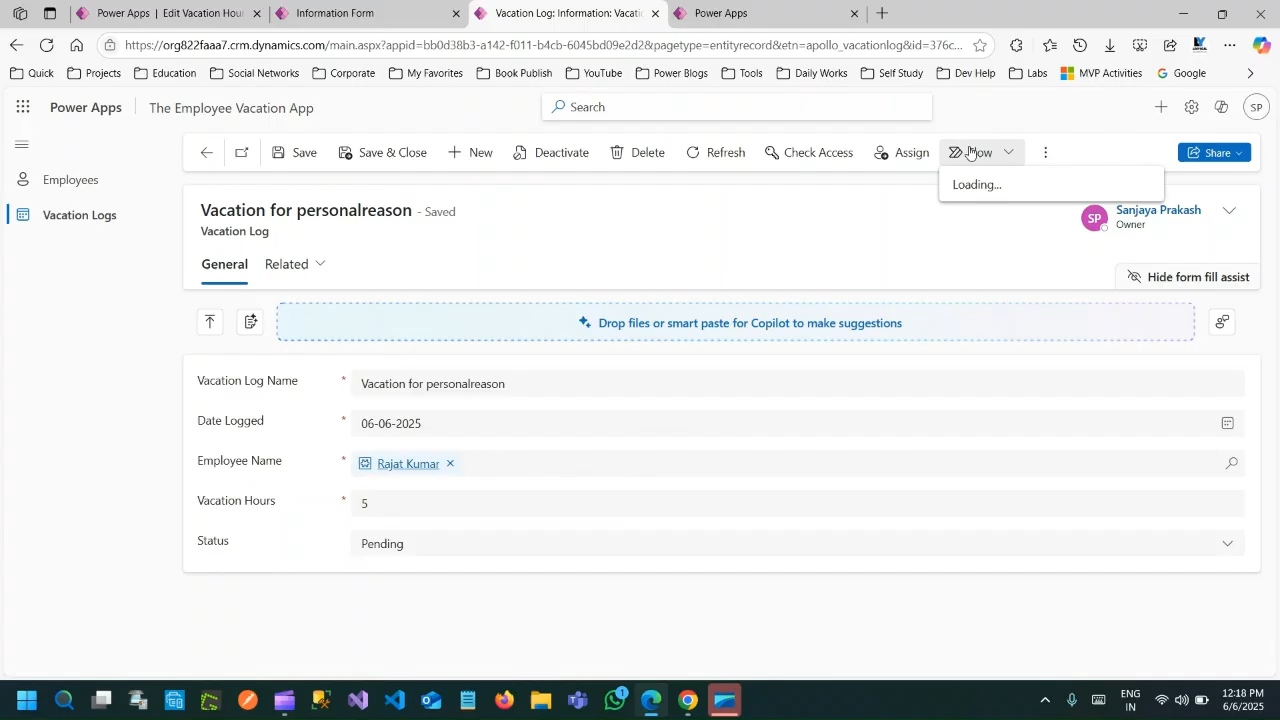 Power Apps | Edit Vacation Hour
Information Form
Vacation Log: Information: Vacatio
Power Apps
https://org822faaa7.crm.dynamics.com/main.aspx?appid=bb0d38b3-a142-f011-b4cb-6045bd09e2d2&pagetype=entityrecord&etn=apollo_vacationlog&id=376c...
Quick
Projects
Education
Social Networks
Corporate
My Favorites
Book Publish
YouTube
Power Blogs
Tools
Daily Works
Self Study
Dev Help
Labs
MVP Activities
Google
Power Apps
The Employee Vacation App
Search
SP
Save
Save & Close
New
Deactivate
Delete
Refresh
Check Access
Assign
Flow
Share
Loading...
Employees
Vacation Logs
Vacation for personalreason - Saved
Vacation Log
SP
Sanjaya Prakash
Owner
General
Related
Hide form fill assist
Drop files or smart paste for Copilot to make suggestions
Vacation Log Name * Vacation for personalreason
Date Logged * 06-06-2025
Employee Name * Rajat Kumar
Vacation Hours * 5
Status Pending
1
ENG
IN
12:18 PM
6/6/2025